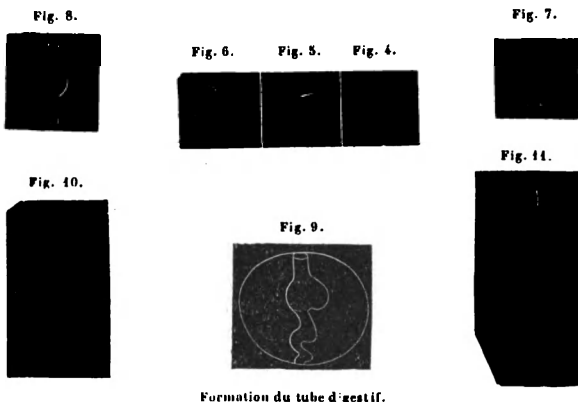 Fig. 8.
Fig. 6.
Fig. 5.
Fig. 4.
Fig. 7.
Fig. 10.
Fig. 9.
Fig. 11.
Formation du tube digestif.